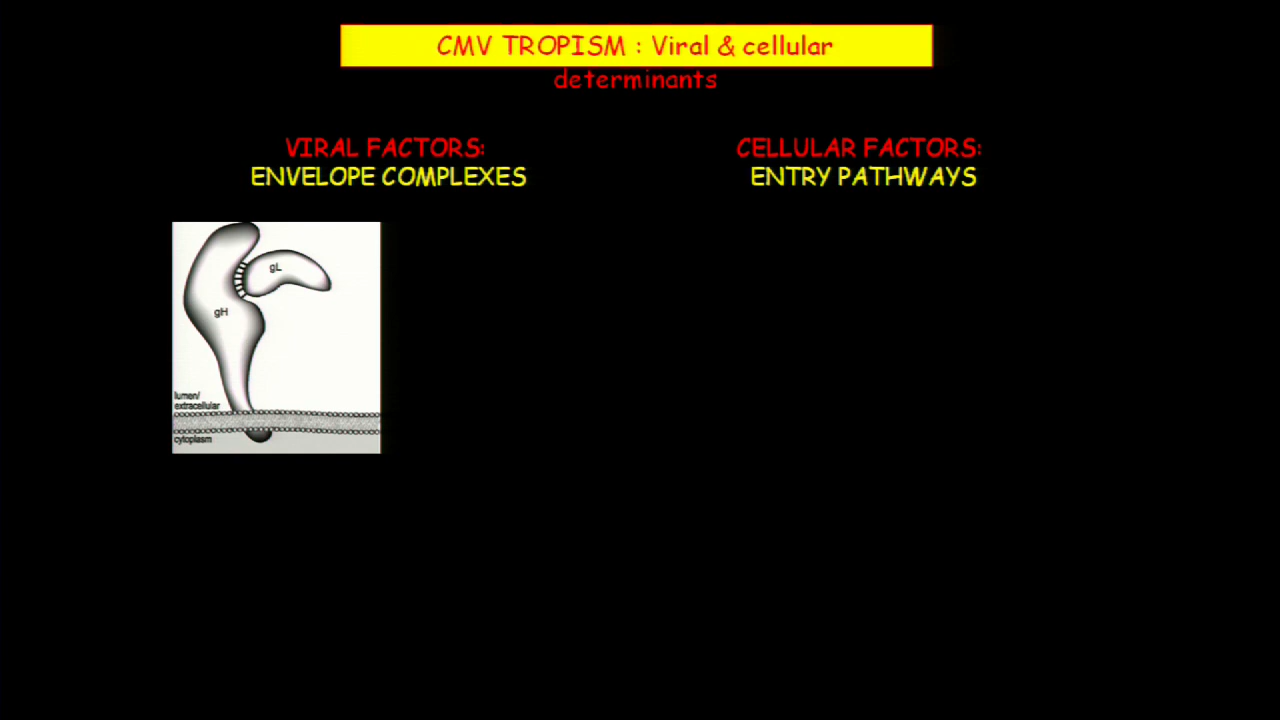 CMV TROPISM : Viral & cellular
determinants
VIRAL FACTORS:
ENVELOPE COMPLEXES
CELLULAR FACTORS:
ENTRY PATHWAYS
gL
gH
lumen/
extracellular
cytoplasm